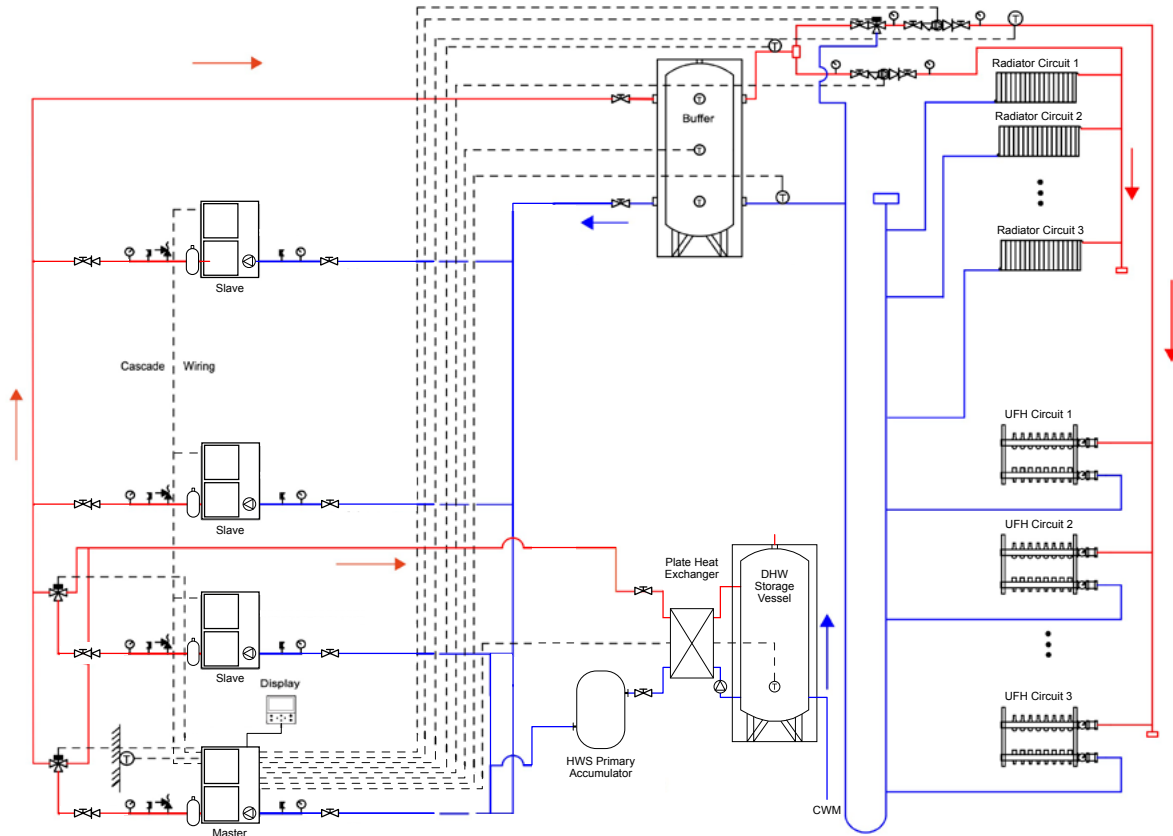 T
T
Radiator Circuit 1
T
Buffer
Radiator Circuit 2
T
T
T
Radiator Circuit 3
Slave
Cascade
Wiring
UFH Circuit 1
Slave
UFH Circuit 2
Plate Heat
Exchanger
DHW
Storage
Vessel
Slave
Display
T
UFH Circuit 3
T
HWS Primary
Accumulator
CWM
Master